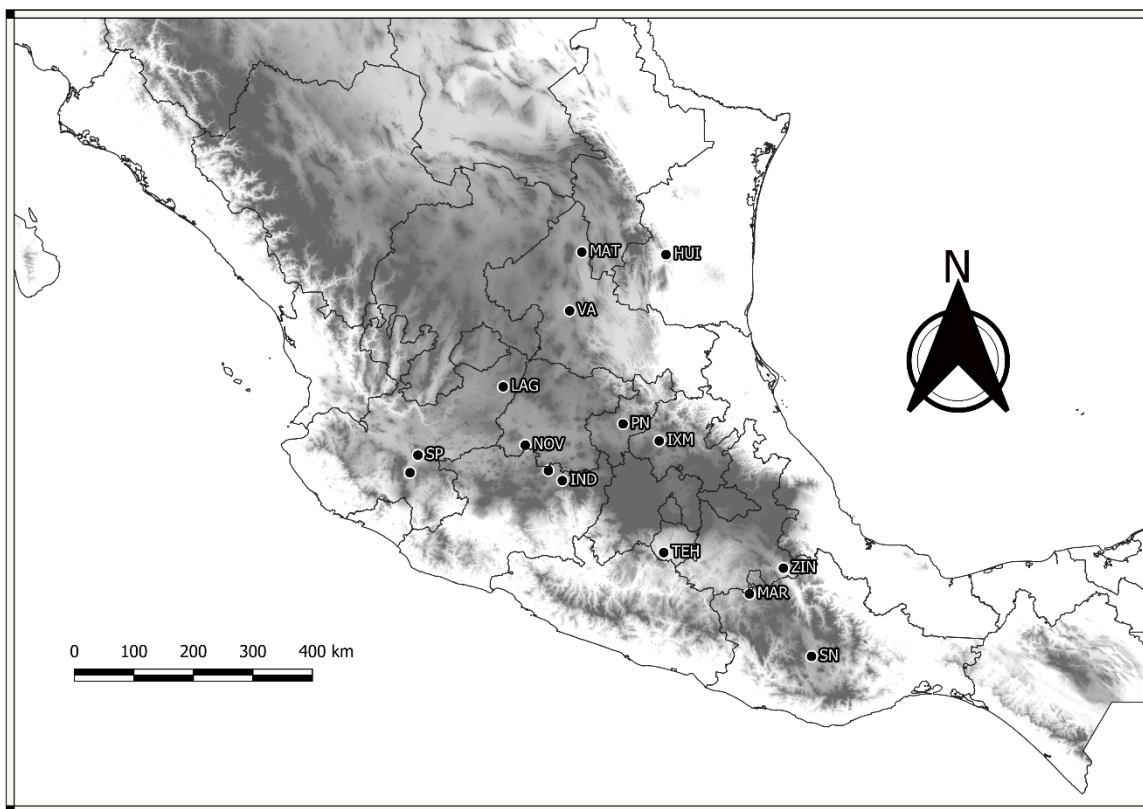 MAT
HUI
N
VA
LAG
PN
IXM
SP
NOV
IND
TEH
ZIN
MAR
SN
0 100 200 300 400 km